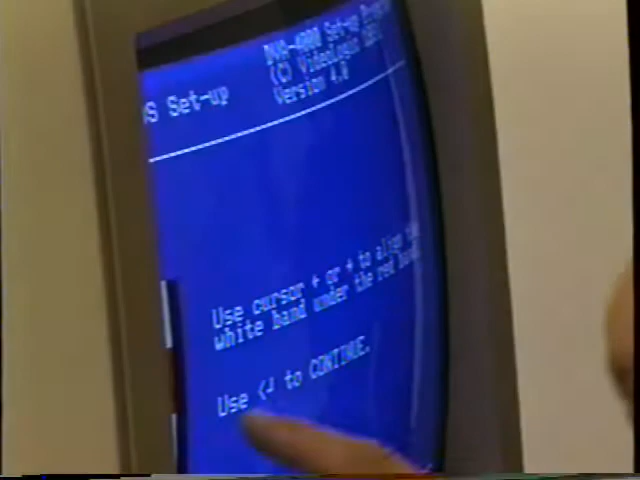 DVA-4000 Set-up
(C) VideoLogic
Version 4.0
S Set-up
Use cursor + or + to align
white band under the red
Use <┘ to CONTINUE.